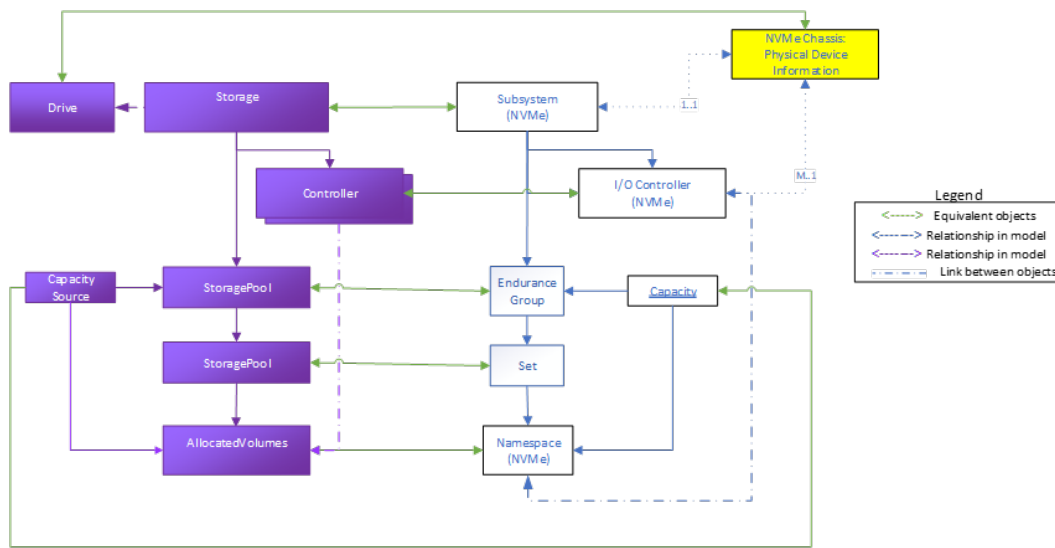 NVMe Chassis:
Physical Device
Information
Drive
Storage
Subsystem
(NVMe)
1..1
M..1
Controller
I/O Controller
(NVMe)
Legend
Equivalent objects
Relationship in model
Relationship in model
Link between objects
Capacity
Source
StoragePool
Endurance
Group
Capacity
StoragePool
Set
AllocatedVolumes
Namespace
(NVMe)